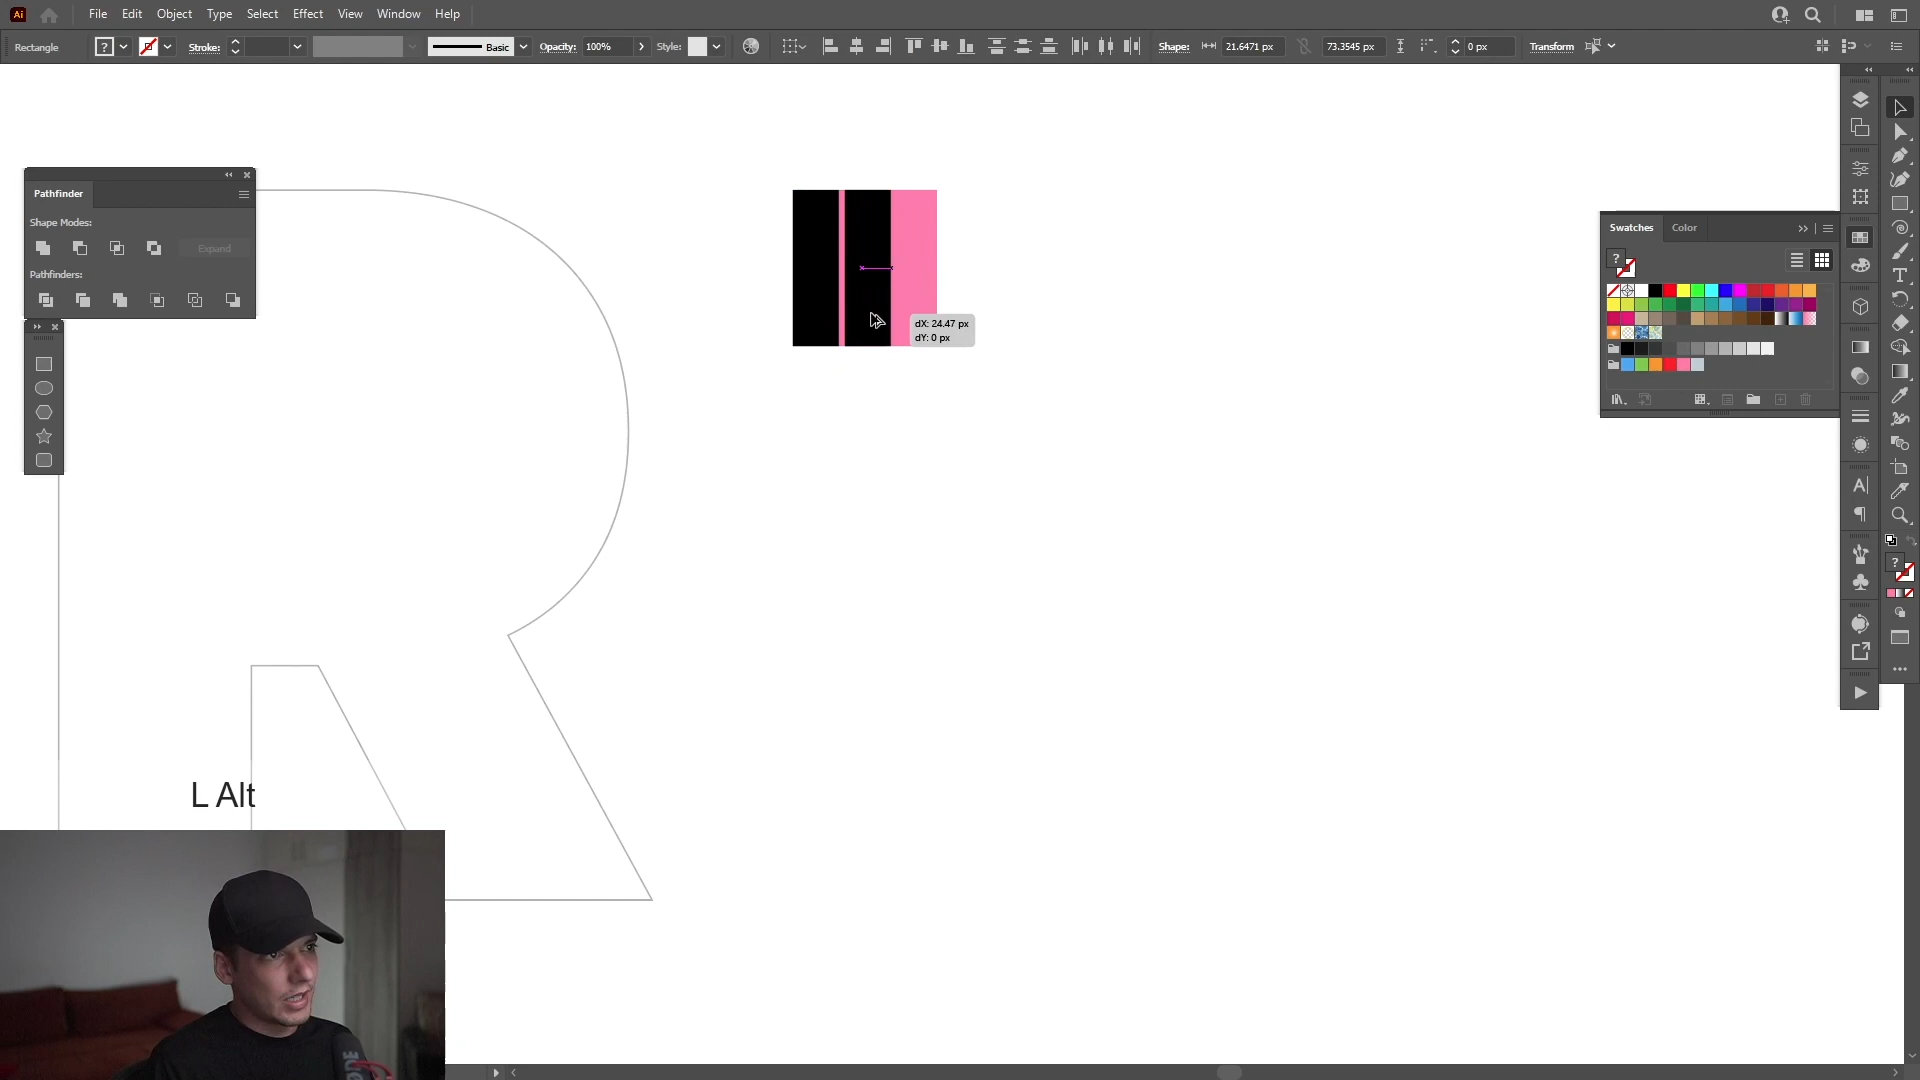 Ai File Edit Object Type Select Effect View Window Help
Rectangle ? Stroke: Basic Opacity: 100% Style: Shape: 21.6471 px 73.3545 px 0 px Transform
Pathfinder
Shape Modes:
Expand
Pathfinders:
Swatches Color
?
dX: 24.47 px
dY: 0 px
A
T
?
L Alt